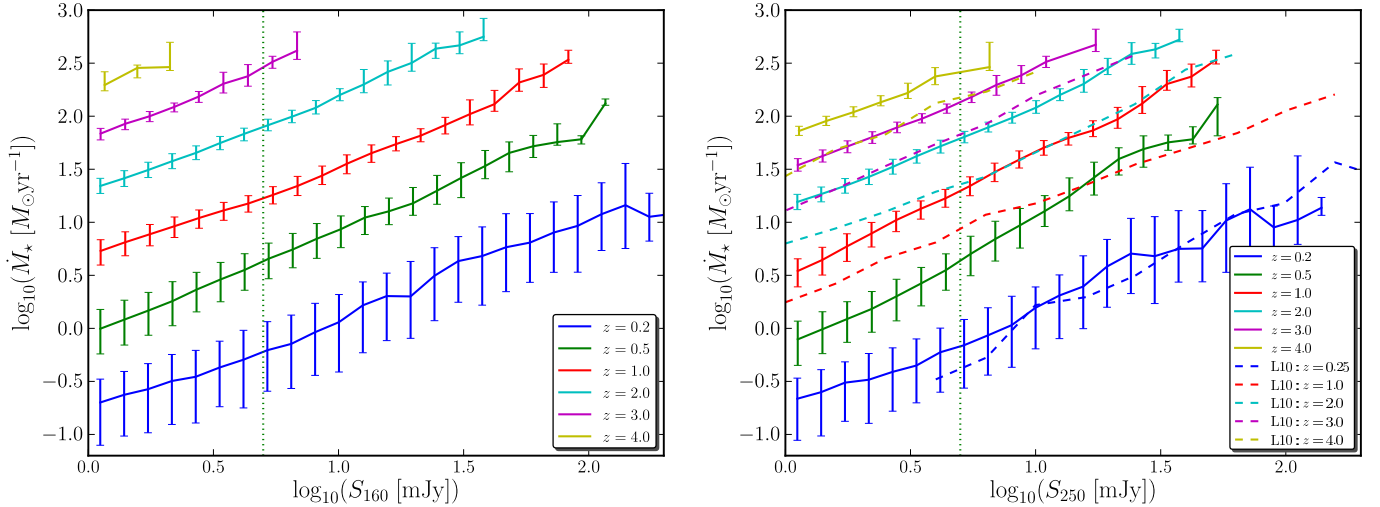 3.0
2.5
2.0
1.5
1.0
0.5
0.0
−0.5
−1.0
log₁₀(Ṁ⋆ [M⊙yr⁻¹])
0.0 0.5 1.0 1.5 2.0
log₁₀(S₁₆₀ [mJy])
z = 0.2
z = 0.5
z = 1.0
z = 2.0
z = 3.0
z = 4.0
3.0
2.5
2.0
1.5
1.0
0.5
0.0
−0.5
−1.0
log₁₀(Ṁ⋆ [M⊙yr⁻¹])
0.0 0.5 1.0 1.5 2.0
log₁₀(S₂₅₀ [mJy])
z = 0.2
z = 0.5
z = 1.0
z = 2.0
z = 3.0
z = 4.0
L10: z = 0.25
L10: z = 1.0
L10: z = 2.0
L10: z = 3.0
L10: z = 4.0